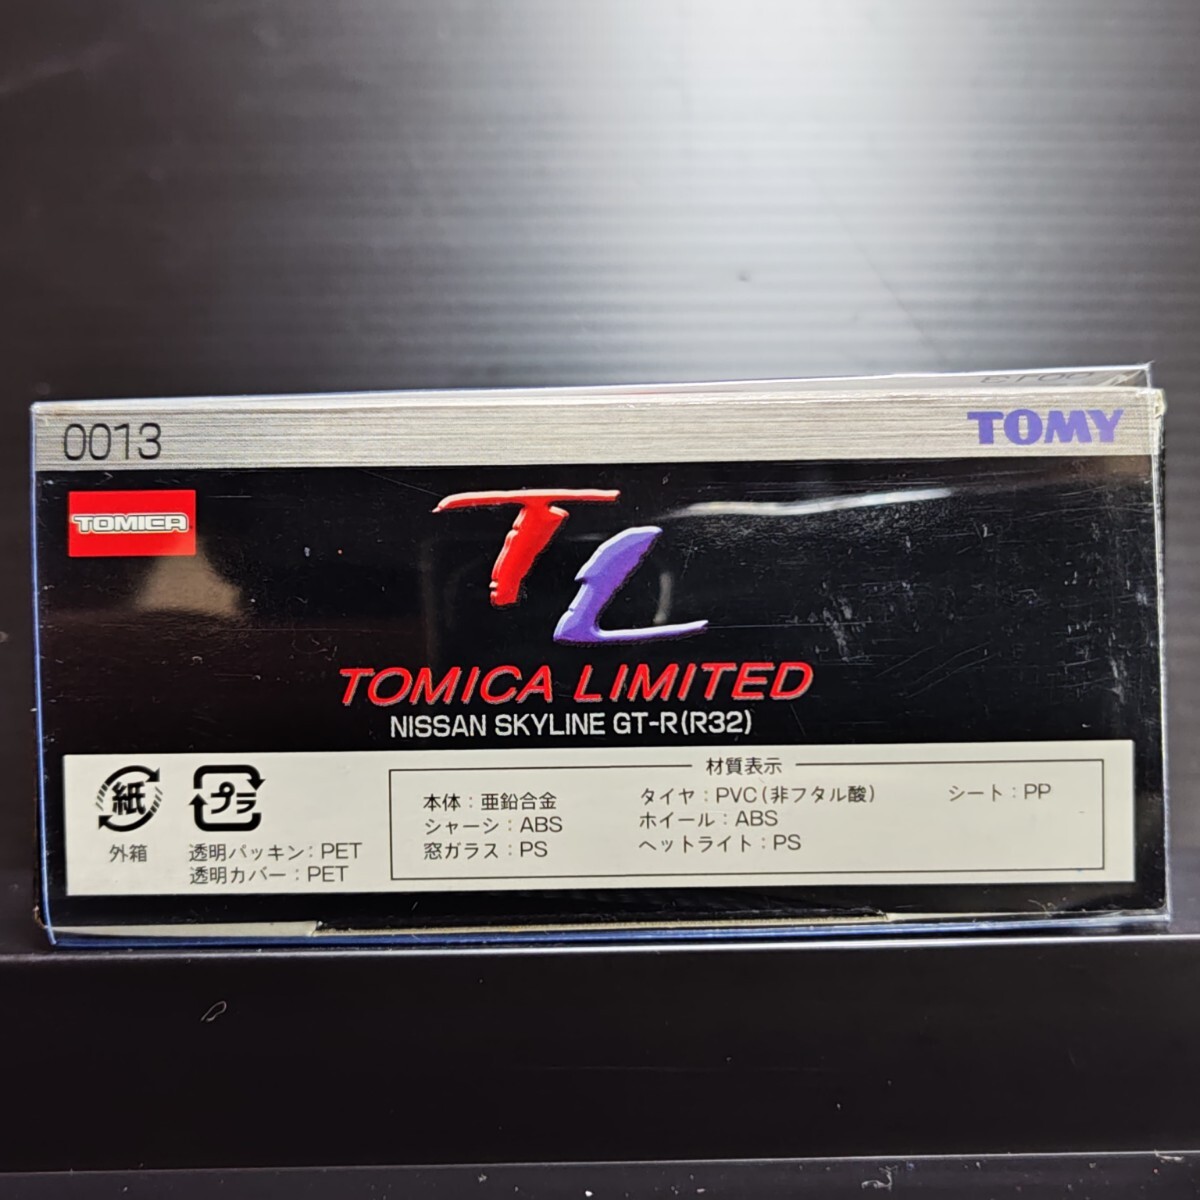 0013
TOMY
TOMICA
TL
TOMICA LIMITED
NISSAN SKYLINE GT-R(R32)
紙
外箱
プラ
透明パッキン:PET
透明カバー:PET
材質表示
本体:亜鉛合金
シャーシ:ABS
窓ガラス:PS
タイヤ:PVC(非フタル酸)
ホイール:ABS
ヘットライト:PS
シート:PP
0013